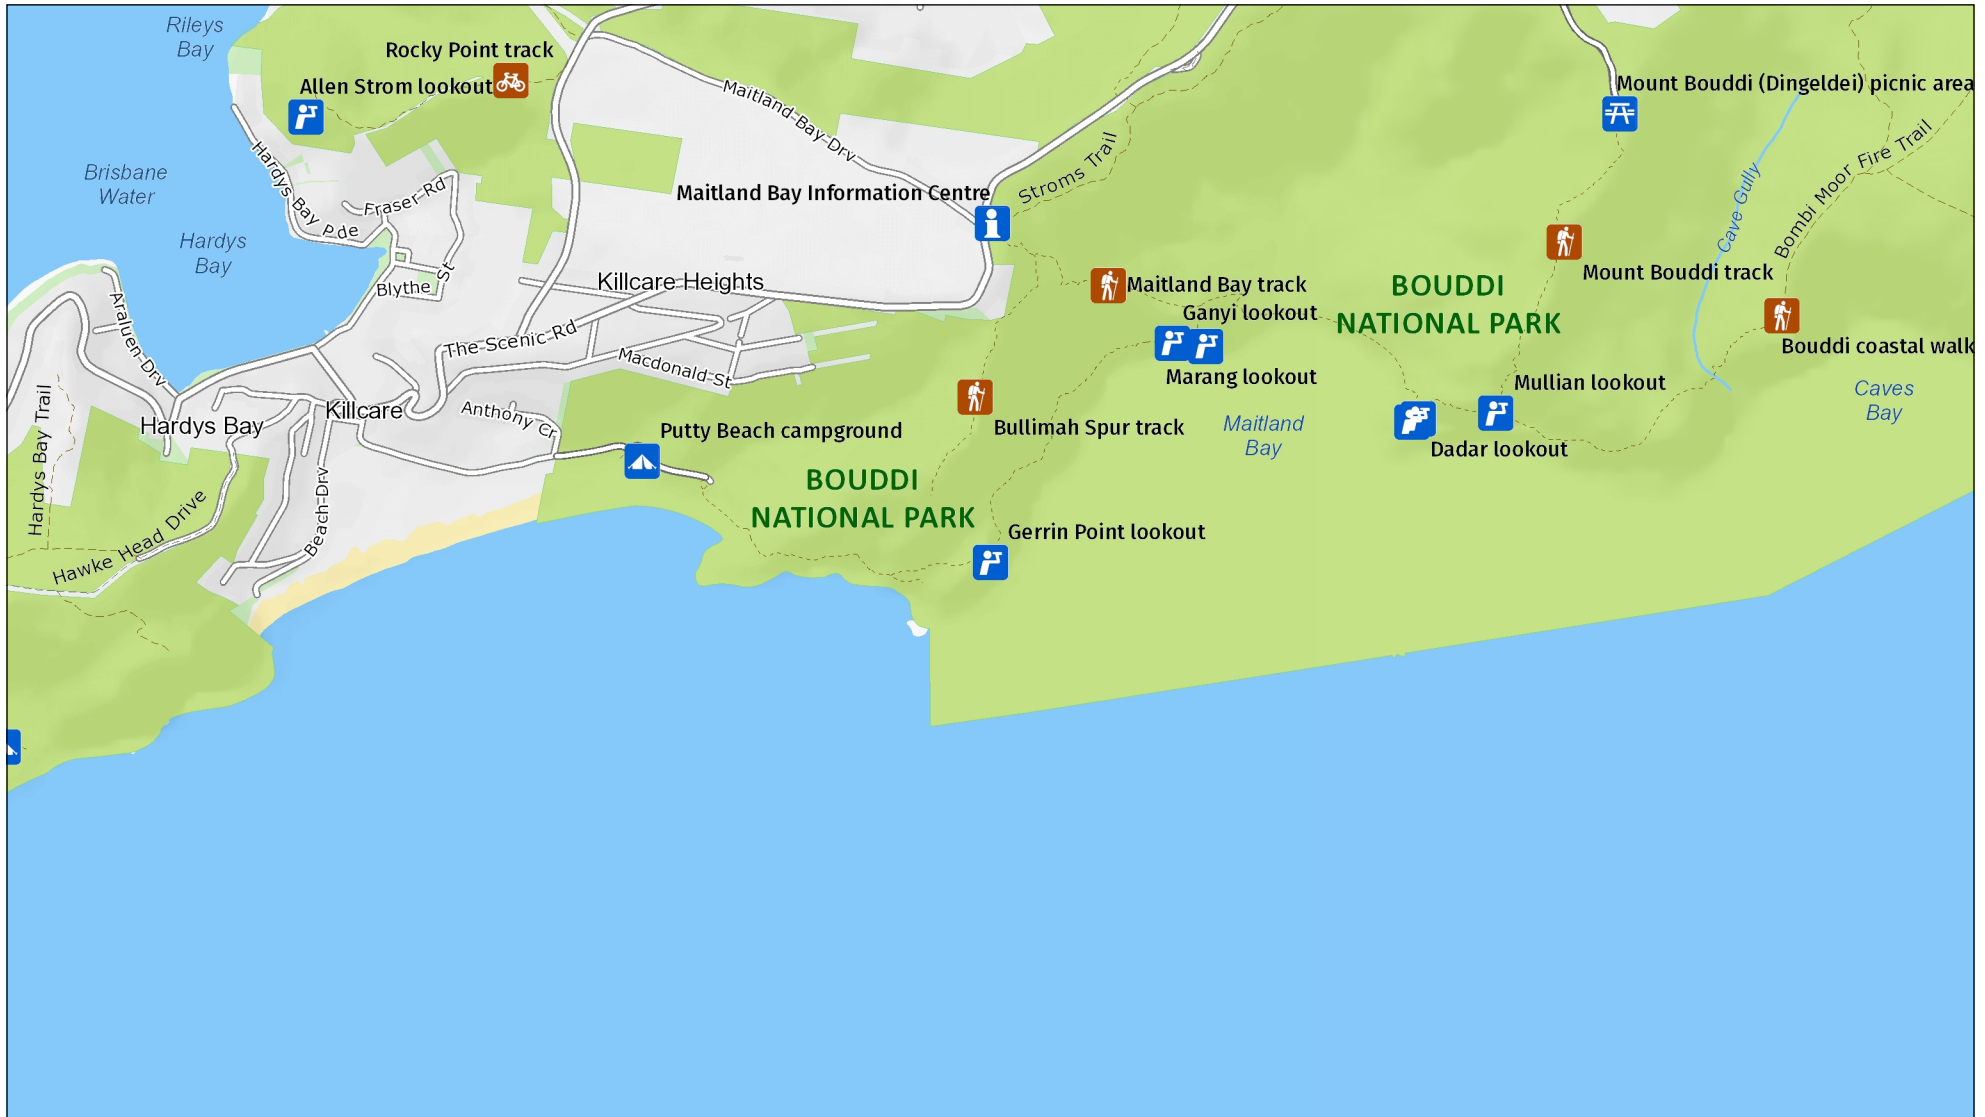 Rileys
Bay
Rocky Point track
Allen Strom lookout
Mount Bouddi (Dingeldei) picnic area
Maitland Bay Drv
Hardys Bay Pde
Brisbane
Water
Fraser Rd
Stroms Trail
Bombi Moor Fire Trail
Cave Gully
Maitland Bay Information Centre
Hardys
Bay
Blythe St
Killcare Heights
Maitland Bay track
Ganyi lookout
BOUDDI
NATIONAL PARK
Mount Bouddi track
Bouddi coastal walk
Araluen Drv
The Scenic Rd
Macdonald St
Marang lookout
Mullian lookout
Caves
Bay
Hardys Bay Trail
Hardys Bay
Killcare
Anthony Cr
Putty Beach campground
Bullimah Spur track
Maitland
Bay
Dadar lookout
BOUDDI
NATIONAL PARK
Hawke Head Drive
Beach Drv
Gerrin Point lookout